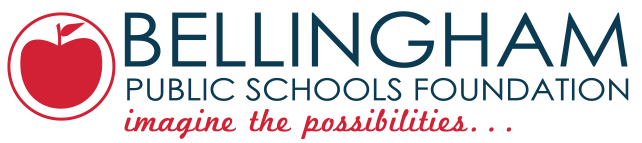 BELLINGHAM
PUBLIC SCHOOLS FOUNDATION
imagine the possibilities...